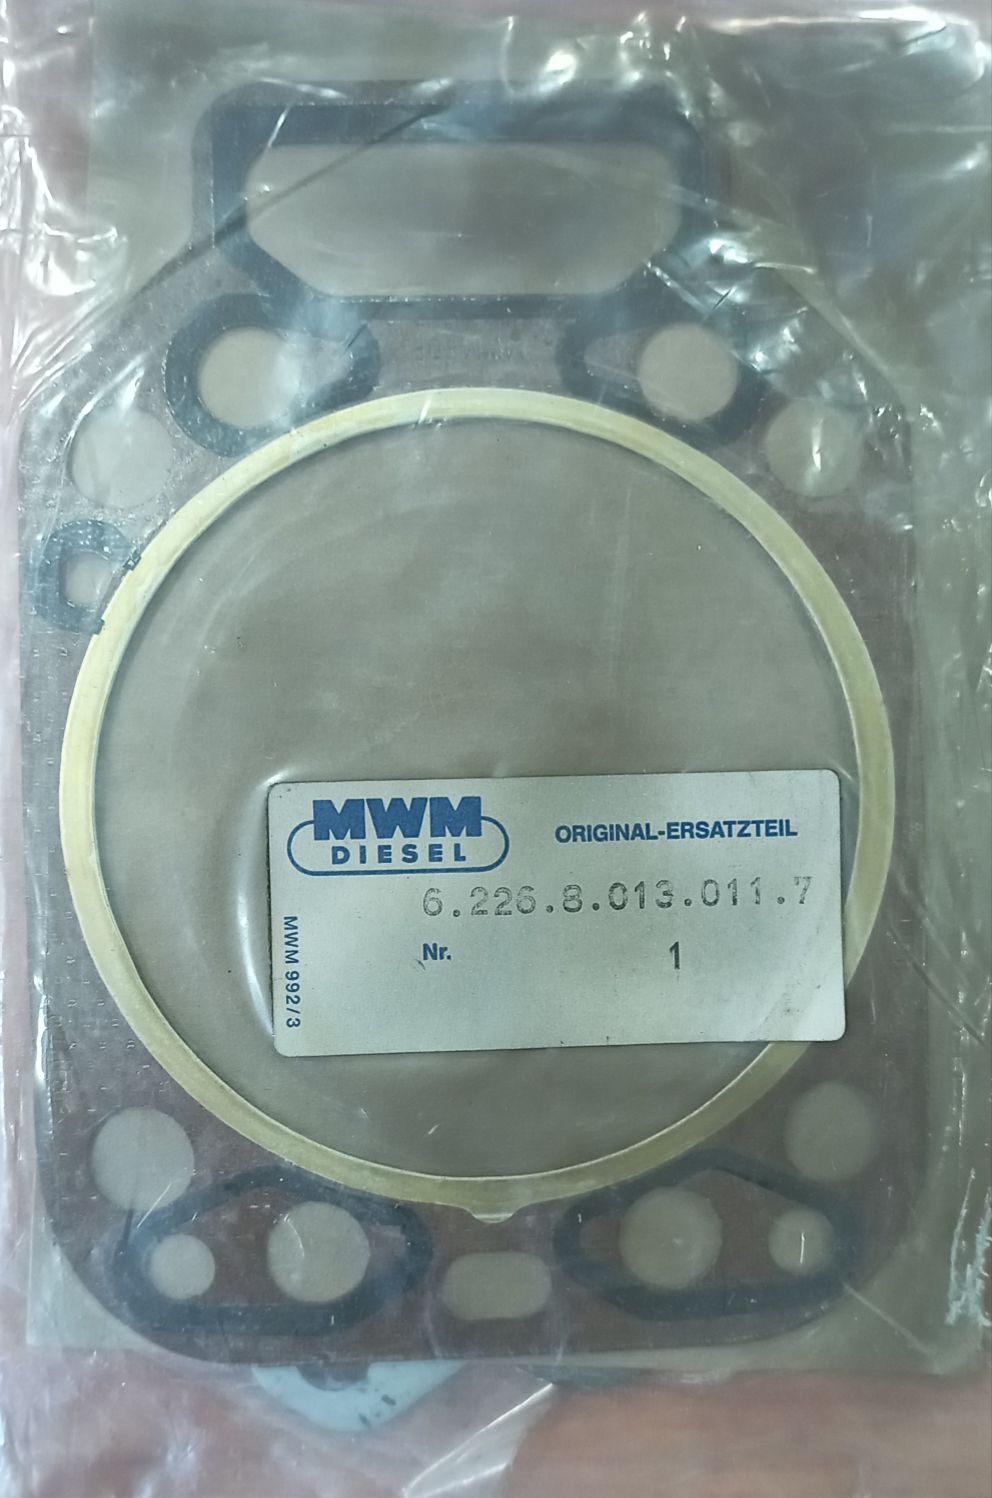 MWM
DIESEL
ORIGINAL-ERSATZTEIL
6.226.8.013.011.7
Nr.
1
MWM 992/3